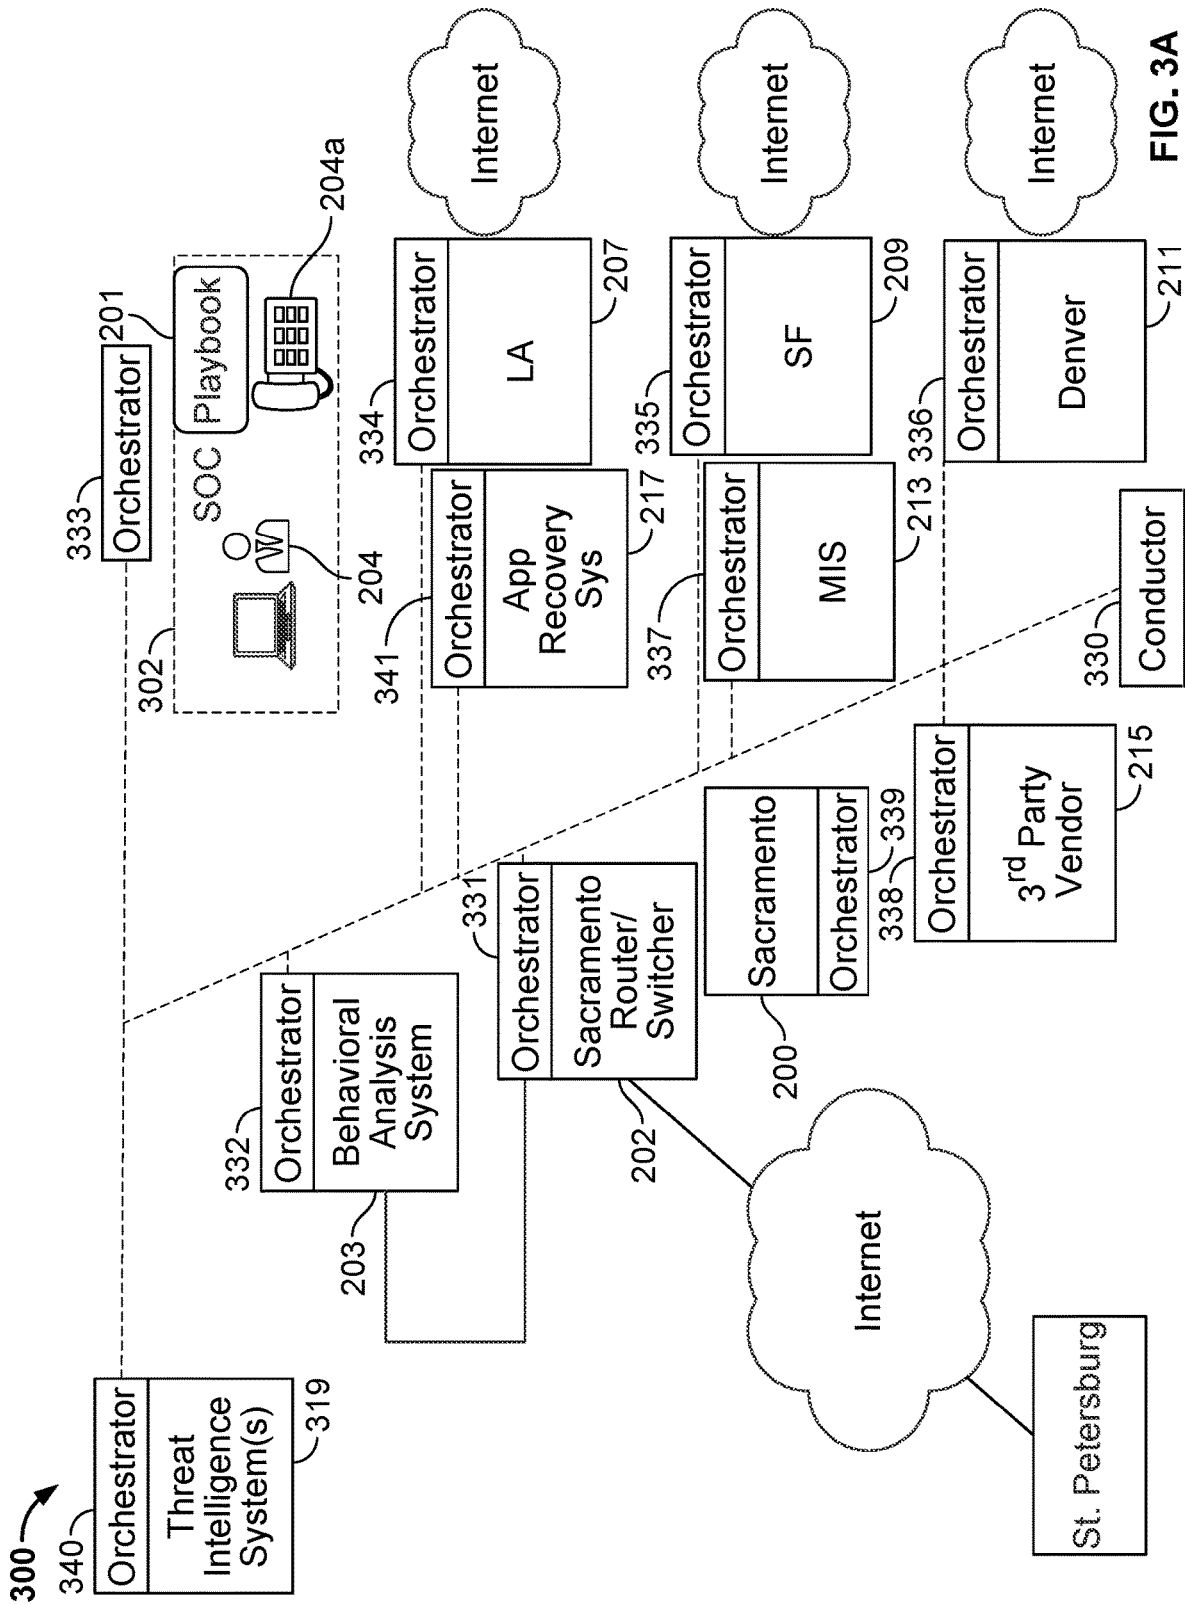 300
340
Orchestrator
Threat
Intelligence
System(s)
319
333
Orchestrator
201
302
SOC
Playbook
204
204a
332
Orchestrator
Behavioral
Analysis
System
203
334
Orchestrator
LA
207
Internet
341
Orchestrator
App
Recovery
Sys
217
331
Orchestrator
Sacramento
Router/
Switcher
202
335
Orchestrator
SF
209
Internet
337
Orchestrator
MIS
213
Sacramento
Orchestrator
200
339
336
Orchestrator
Denver
211
Internet
338
Orchestrator
3rd Party
Vendor
215
330
Conductor
Internet
St. Petersburg
FIG. 3A